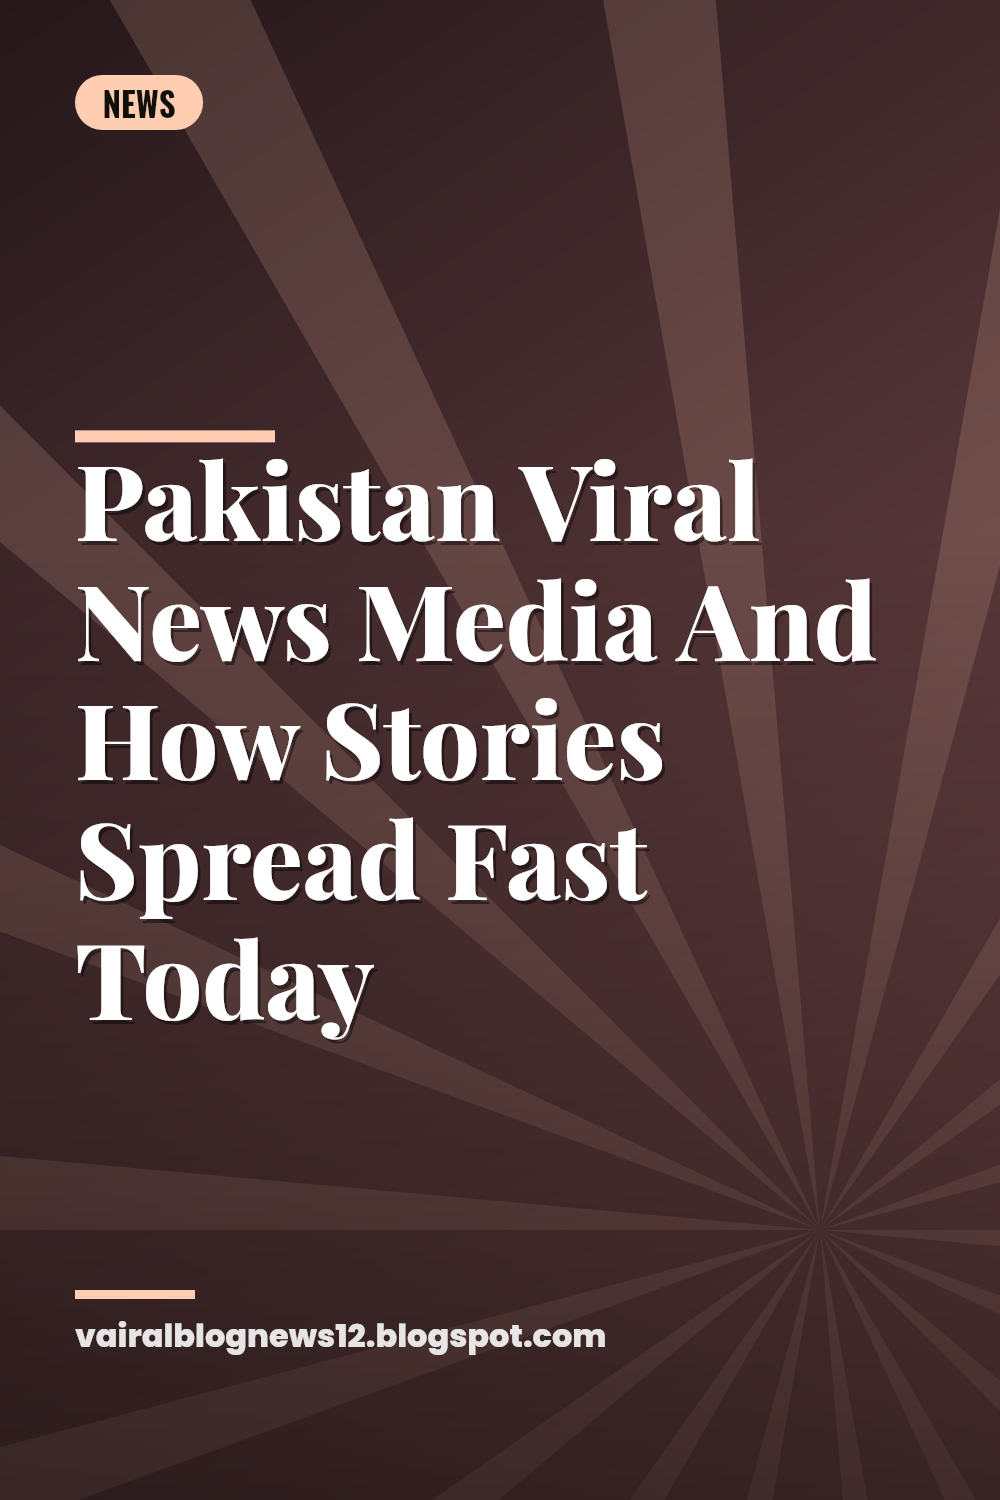 NEWS
Pakistan Viral
News Media And
How Stories
Spread Fast
Today
vairalblognews12.blogspot.com